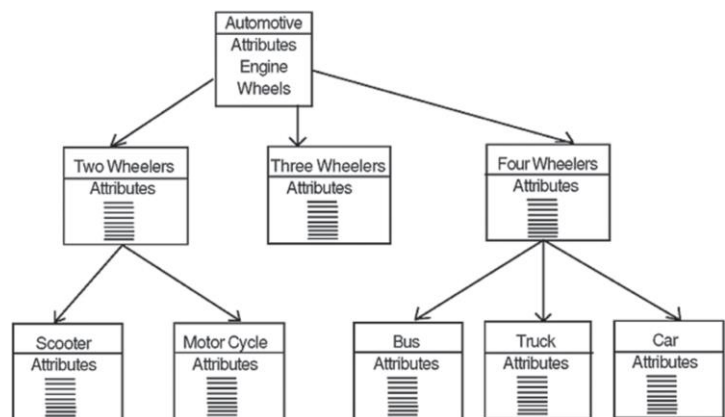 Automotive
Attributes
Engine
Wheels
Two Wheelers
Attributes
Three Wheelers
Attributes
Four Wheelers
Attributes
Scooter
Attributes
Motor Cycle
Attributes
Bus
Attributes
Truck
Attributes
Car
Attributes